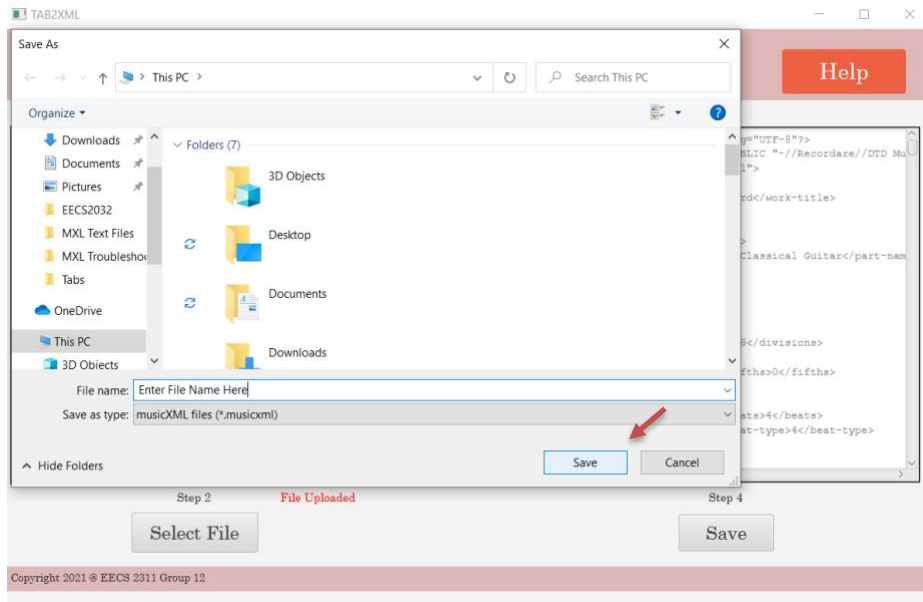 TAB2XML
Save As
This PC
Search This PC
Help
Organize
Downloads
Documents
Pictures
EECS2032
MXL Text Files
MXL Troubleshoo
Tabs
OneDrive
This PC
3D Objects
Folders (7)
3D Objects
Desktop
Documents
Downloads
g="UTF-8"?>
BLIC "-//Recordare//DTD Mu
1">
rd</work-title>
>
Classical Guitar</part-nam
8</divisions>
fths>0</fifths>
ats>4</beats>
at-type>4</beat-type>
File name: Enter File Name Here
Save as type: musicXML files (*.musicxml)
Hide Folders
Save
Cancel
Step 2
File Uploaded
Step 4
Select File
Save
Copyright 2021 @ EECS 2311 Group 12